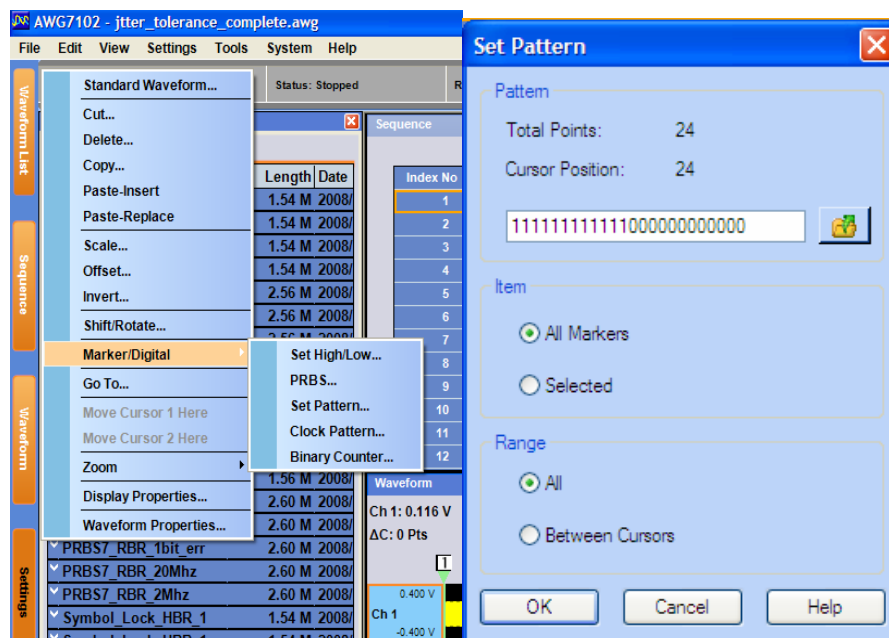 AWG7102 - jtter_tolerance_complete.awg
File Edit View Settings Tools System Help
Status: Stopped
R
Waveform List
Sequence
Waveform
Settings
Standard Waveform...
Cut...
Delete...
Copy...
Paste-Insert
Paste-Replace
Scale...
Offset...
Invert...
Shift/Rotate...
Marker/Digital
Go To...
Move Cursor 1 Here
Move Cursor 2 Here
Zoom
Display Properties...
Waveform Properties...
Set High/Low...
PRBS...
Set Pattern...
Clock Pattern...
Binary Counter...
Length Date
1.54 M 2008/
1.54 M 2008/
1.54 M 2008/
1.54 M 2008/
2.56 M 2008/
2.56 M 2008/
1.56 M 2008/
2.60 M 2008/
2.60 M 2008/
PRBS7_RBR_1bit_err 2.60 M 2008/
PRBS7_RBR_20Mhz 2.60 M 2008/
PRBS7_RBR_2Mhz 2.60 M 2008/
Symbol_Lock_HBR_1 1.54 M 2008/
Sequence
Index No
1
2
3
4
5
6
7
8
9
10
11
12
Waveform
Ch 1: 0.116 V
ΔC: 0 Pts
1
0.400 V
Ch 1
-0.400 V
Set Pattern
Pattern
Total Points: 24
Cursor Position: 24
111111111111000000000000
Item
All Markers
Selected
Range
All
Between Cursors
OK Cancel Help